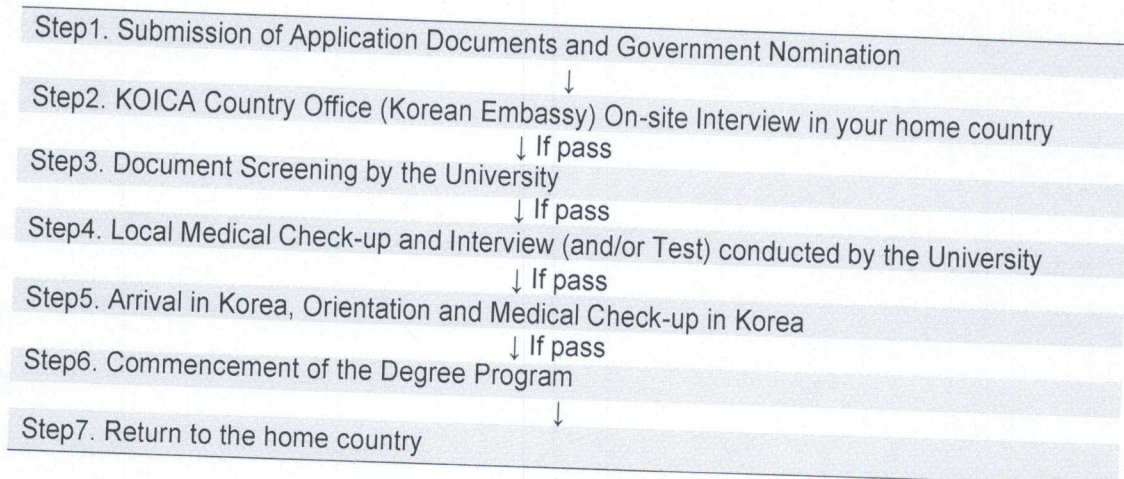 Step1. Submission of Application Documents and Government Nomination
↓
Step2. KOICA Country Office (Korean Embassy) On-site Interview in your home country
↓ If pass
Step3. Document Screening by the University
↓ If pass
Step4. Local Medical Check-up and Interview (and/or Test) conducted by the University
↓ If pass
Step5. Arrival in Korea, Orientation and Medical Check-up in Korea
↓ If pass
Step6. Commencement of the Degree Program
↓
Step7. Return to the home country